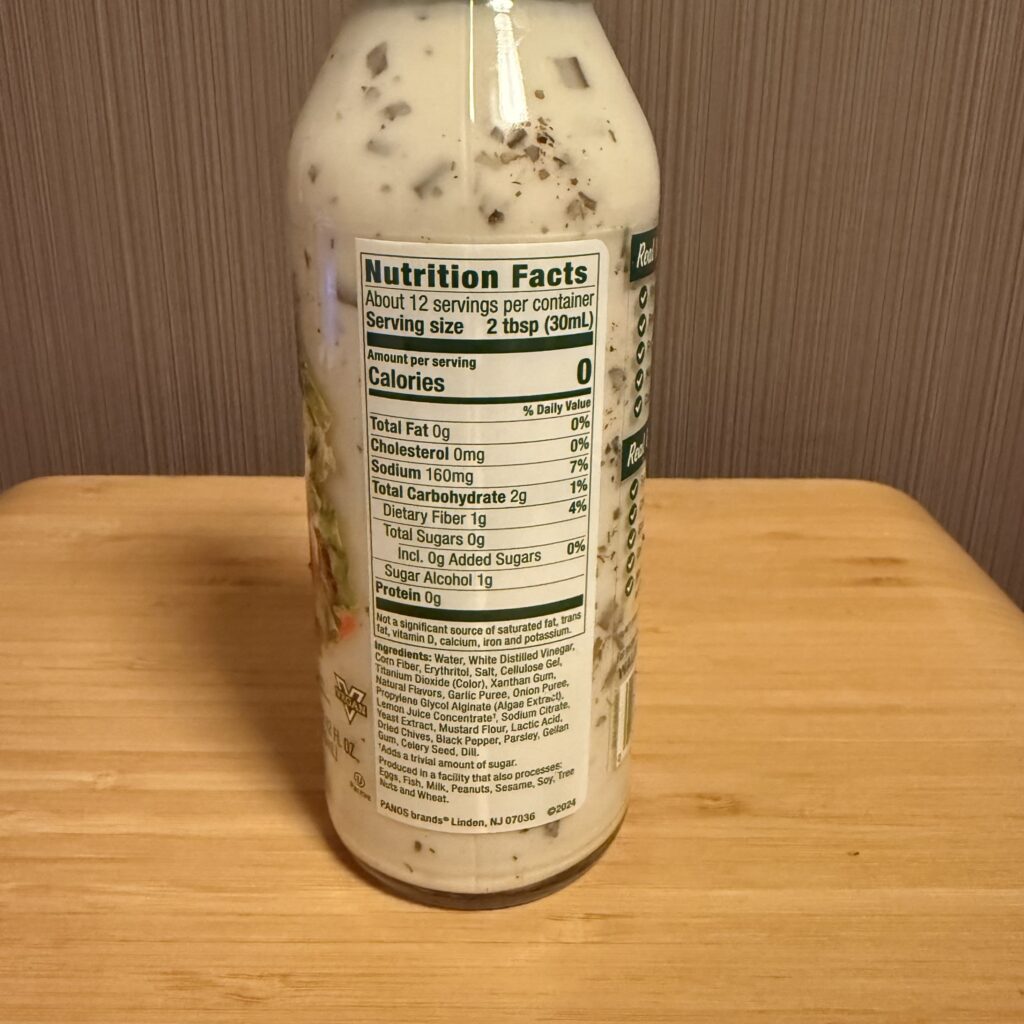 Nutrition Facts
About 12 servings per container
Serving size 2 tbsp (30mL)
Amount per serving
Calories 0
% Daily Value
Total Fat 0g 0%
Cholesterol 0mg 0%
Sodium 160mg 7%
Total Carbohydrate 2g 1%
Dietary Fiber 1g 4%
Total Sugars 0g
Incl. 0g Added Sugars 0%
Sugar Alcohol 1g
Protein 0g
Not a significant source of saturated fat, trans
fat, vitamin D, calcium, iron and potassium.
Ingredients: Water, White Distilled Vinegar,
Corn Fiber, Erythritol, Salt, Cellulose Gel,
Titanium Dioxide (Color), Xanthan Gum,
Natural Flavors, Garlic Puree, Onion Puree,
Propylene Glycol Alginate (Algae Extract),
Lemon Juice Concentrate†, Sodium Citrate,
Yeast Extract, Mustard Flour, Lactic Acid,
Dried Chives, Black Pepper, Parsley, Gellan
Gum, Celery Seed, Dill.
†Adds a trivial amount of sugar.
Produced in a facility that also processes:
Eggs, Fish, Milk, Peanuts, Sesame, Soy, Tree
Nuts and Wheat.
PANOS brands® Linden, NJ 07036 ©2024
VEGAN
FL OZ
Real
Real